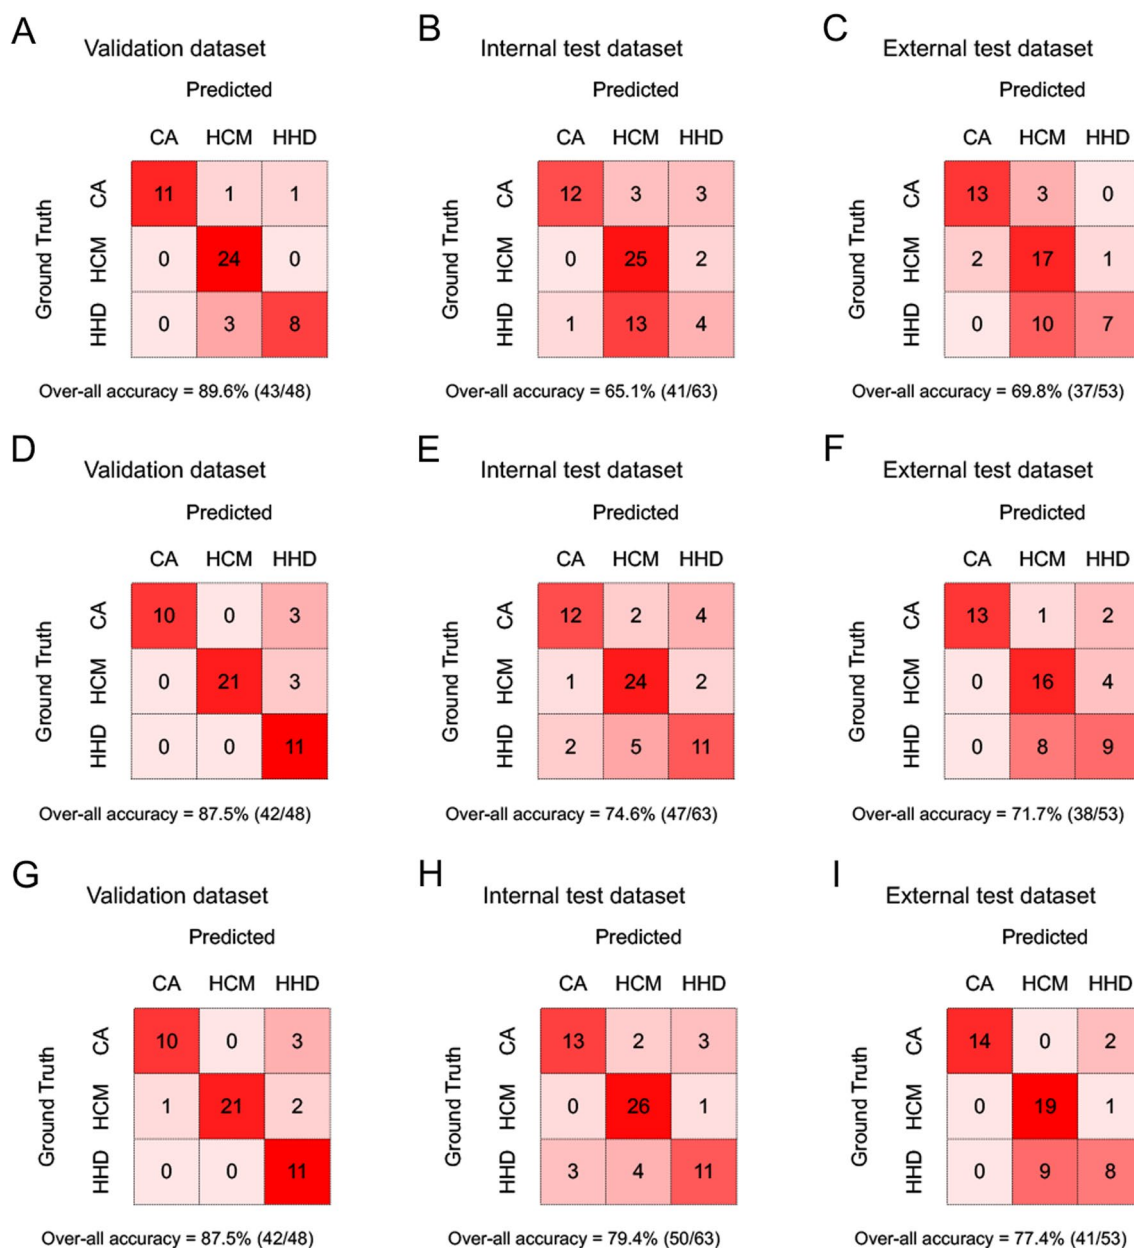 A
Validation dataset
Predicted
CA HCM HHD
Ground Truth
CA 11 1 1
HCM 0 24 0
HHD 0 3 8
Over-all accuracy = 89.6% (43/48)
B
Internal test dataset
Predicted
CA HCM HHD
Ground Truth
CA 12 3 3
HCM 0 25 2
HHD 1 13 4
Over-all accuracy = 65.1% (41/63)
C
External test dataset
Predicted
CA HCM HHD
Ground Truth
CA 13 3 0
HCM 2 17 1
HHD 0 10 7
Over-all accuracy = 69.8% (37/53)
D
Validation dataset
Predicted
CA HCM HHD
Ground Truth
CA 10 0 3
HCM 0 21 3
HHD 0 0 11
Over-all accuracy = 87.5% (42/48)
E
Internal test dataset
Predicted
CA HCM HHD
Ground Truth
CA 12 2 4
HCM 1 24 2
HHD 2 5 11
Over-all accuracy = 74.6% (47/63)
F
External test dataset
Predicted
CA HCM HHD
Ground Truth
CA 13 1 2
HCM 0 16 4
HHD 0 8 9
Over-all accuracy = 71.7% (38/53)
G
Validation dataset
Predicted
CA HCM HHD
Ground Truth
CA 10 0 3
HCM 1 21 2
HHD 0 0 11
Over-all accuracy = 87.5% (42/48)
H
Internal test dataset
Predicted
CA HCM HHD
Ground Truth
CA 13 2 3
HCM 0 26 1
HHD 3 4 11
Over-all accuracy = 79.4% (50/63)
I
External test dataset
Predicted
CA HCM HHD
Ground Truth
CA 14 0 2
HCM 0 19 1
HHD 0 9 8
Over-all accuracy = 77.4% (41/53)